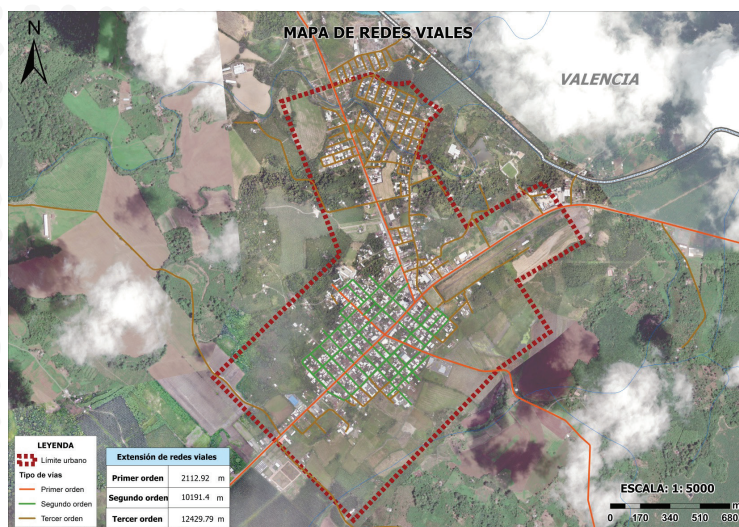 N
MAPA DE REDES VIALES
VALENCIA
LEYENDA
Límite urbano
Tipo de vías
Primer orden
Segundo orden
Tercer orden
Extensión de redes viales
Primer orden 2112.92 m
Segundo orden 10191.4 m
Tercer orden 12429.79 m
ESCALA: 1: 5000
0 170 340 510 680 m